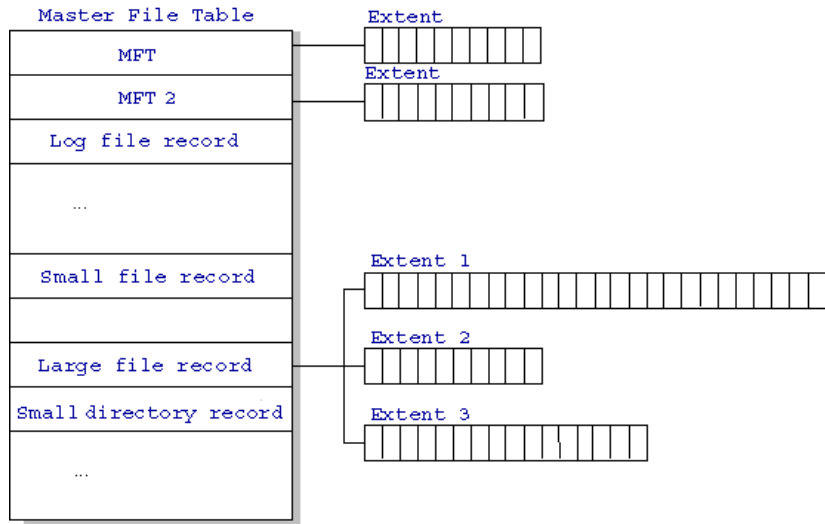 Master File Table
Extent
MFT
Extent
MFT 2
Log file record
...
Extent 1
Small file record
Extent 2
Large file record
Small directory record
Extent 3
...